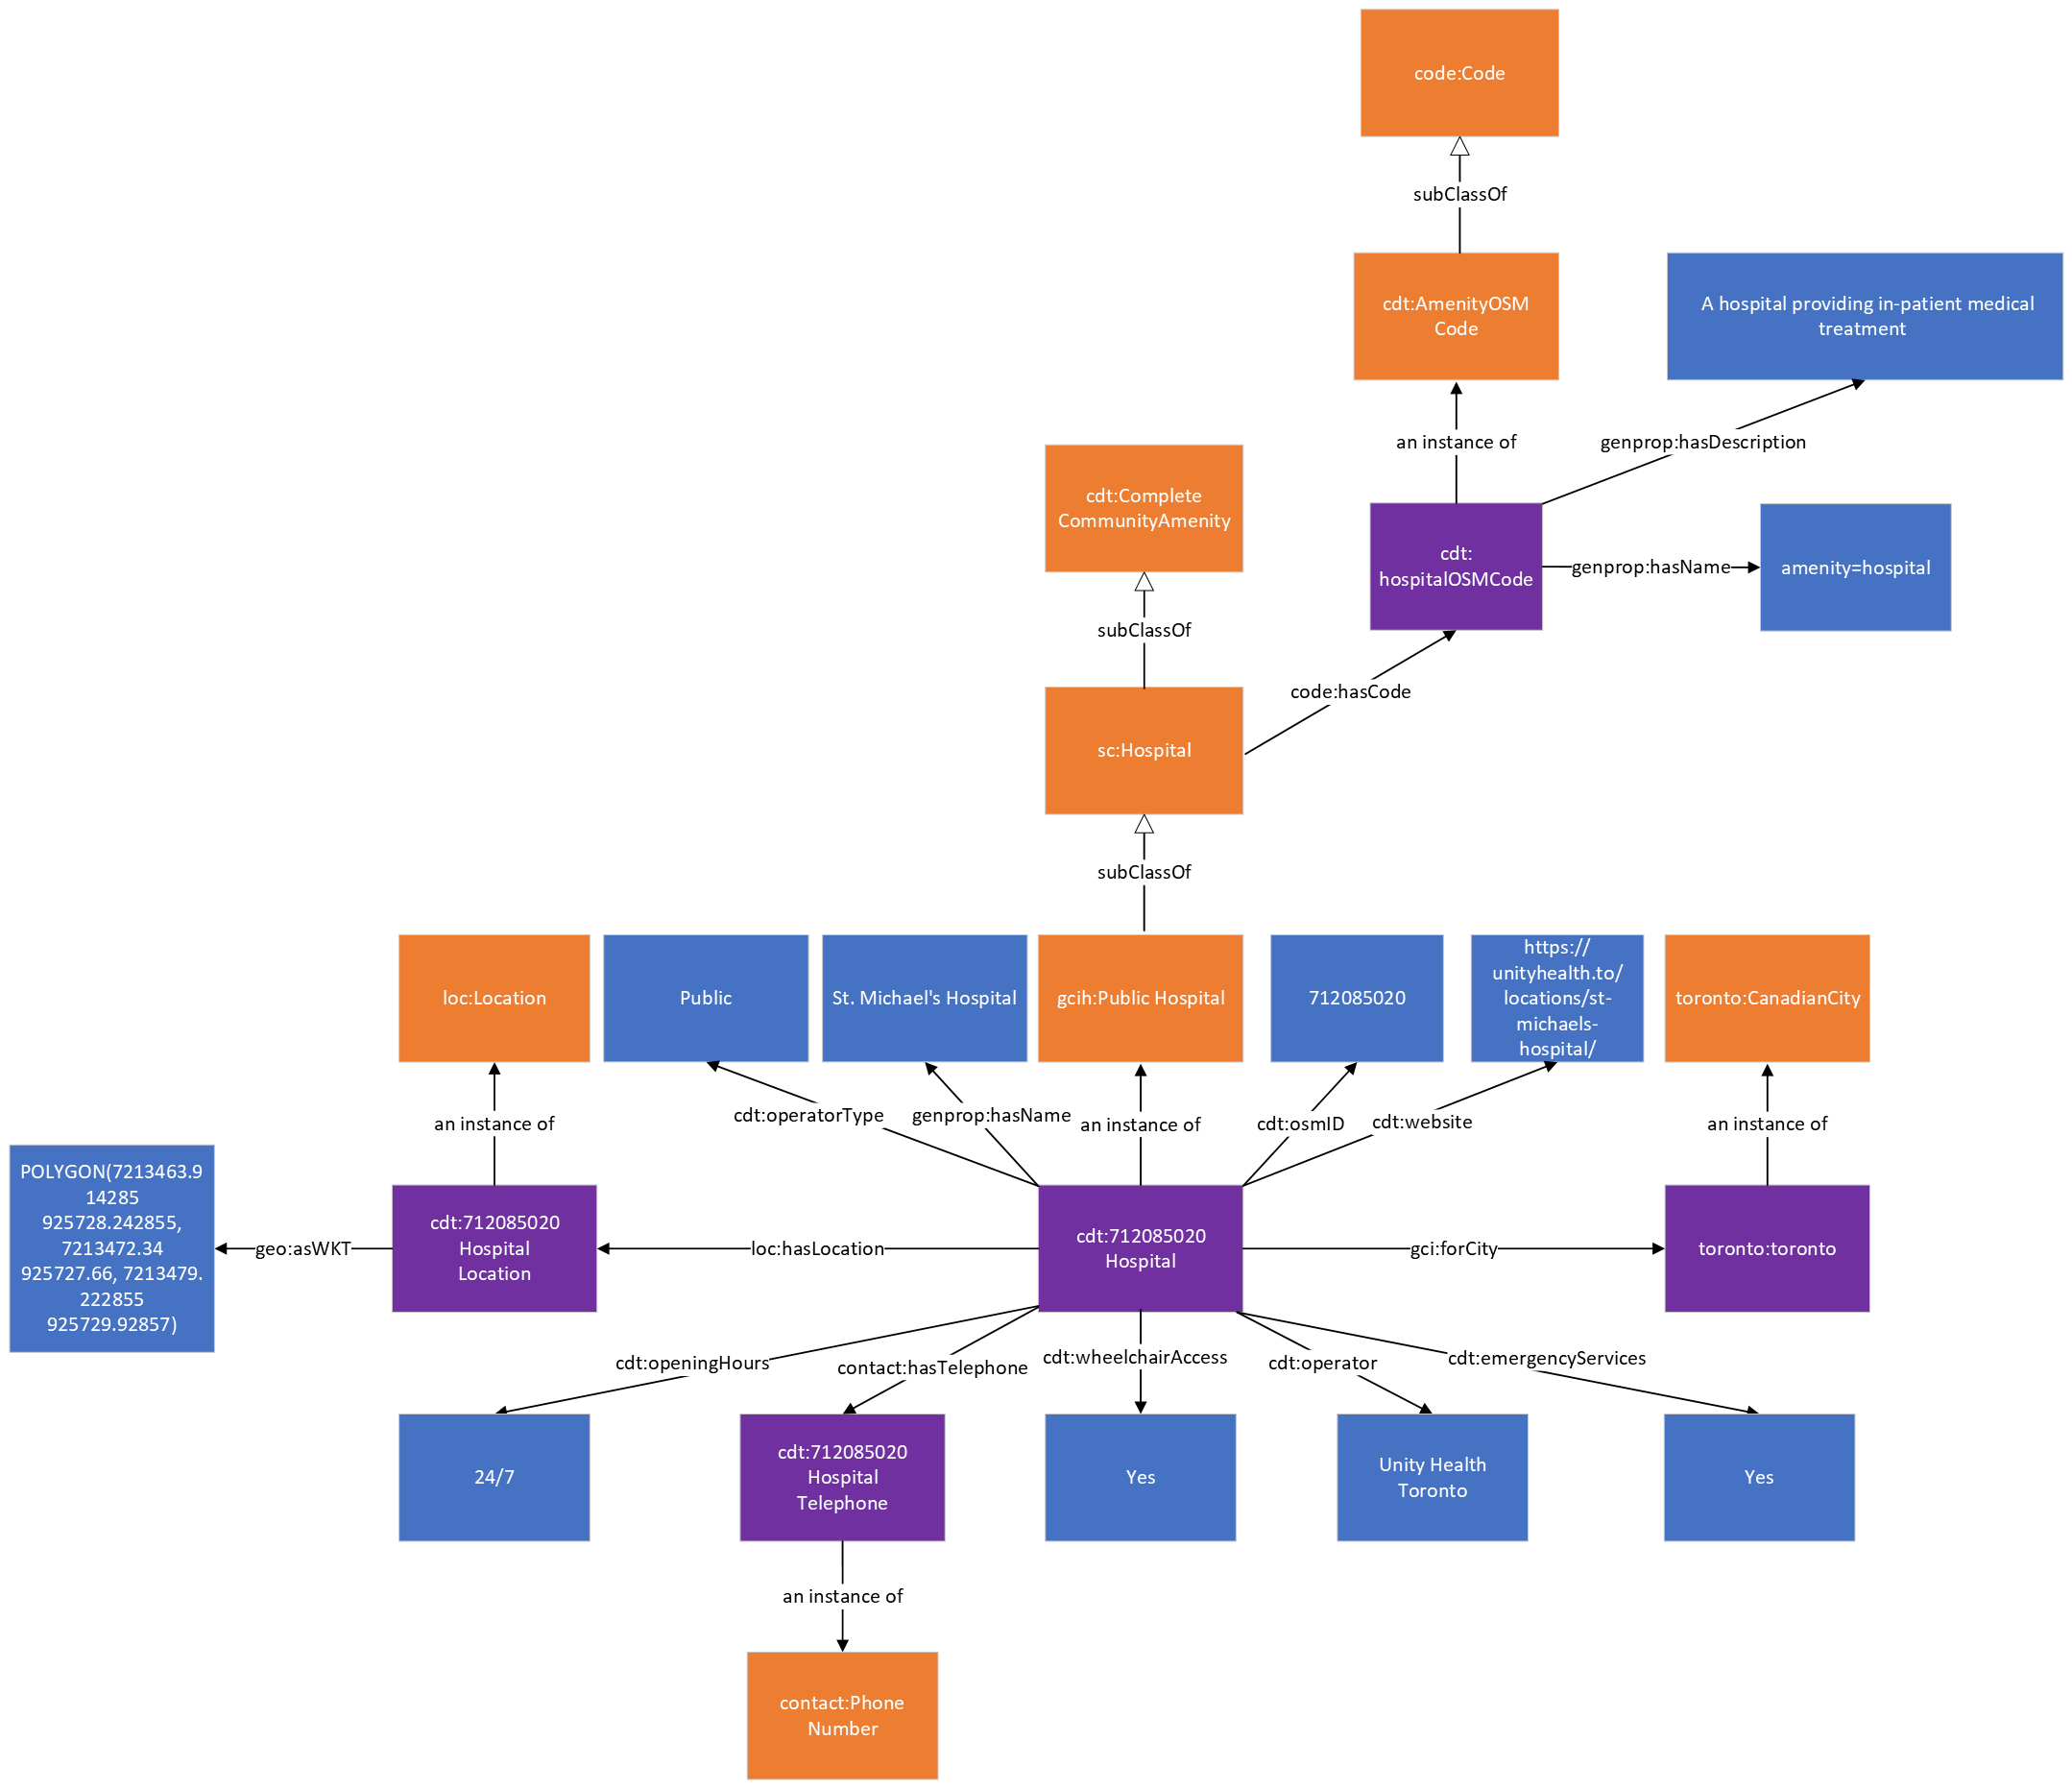 code:Code
subClassOf
cdt:AmenityOSM
Code
A hospital providing in-patient medical
treatment
an instance of
genprop:hasDescription
cdt:Complete
CommunityAmenity
cdt:
hospitalOSMCode
genprop:hasName
amenity=hospital
subClassOf
code:hasCode
sc:Hospital
subClassOf
loc:Location
Public
St. Michael's Hospital
gcih:Public Hospital
712085020
https://
unityhealth.to/
locations/st-
michaels-
hospital/
toronto:CanadianCity
an instance of
cdt:operatorType
genprop:hasName
an instance of
cdt:osmID
cdt:website
an instance of
POLYGON(7213463.9
14285
925728.242855,
7213472.34
925727.66, 7213479.
222855
925729.92857)
geo:asWKT
cdt:712085020
Hospital
Location
loc:hasLocation
cdt:712085020
Hospital
gci:forCity
toronto:toronto
cdt:openingHours
contact:hasTelephone
cdt:wheelchairAccess
cdt:operator
cdt:emergencyServices
24/7
cdt:712085020
Hospital
Telephone
Yes
Unity Health
Toronto
Yes
an instance of
contact:Phone
Number